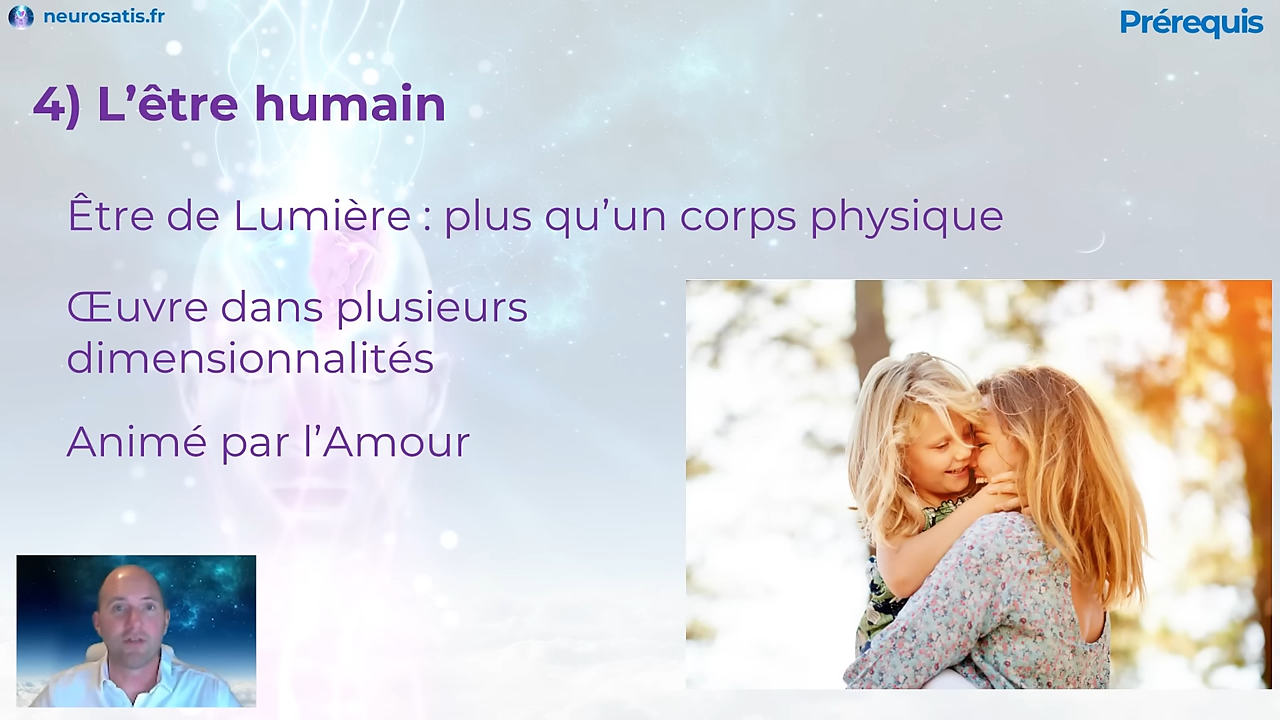 neurosatis.fr
Prérequis
4) L’être humain
Être de Lumière : plus qu’un corps physique
Œuvre dans plusieurs
dimensionnalités
Animé par l’Amour